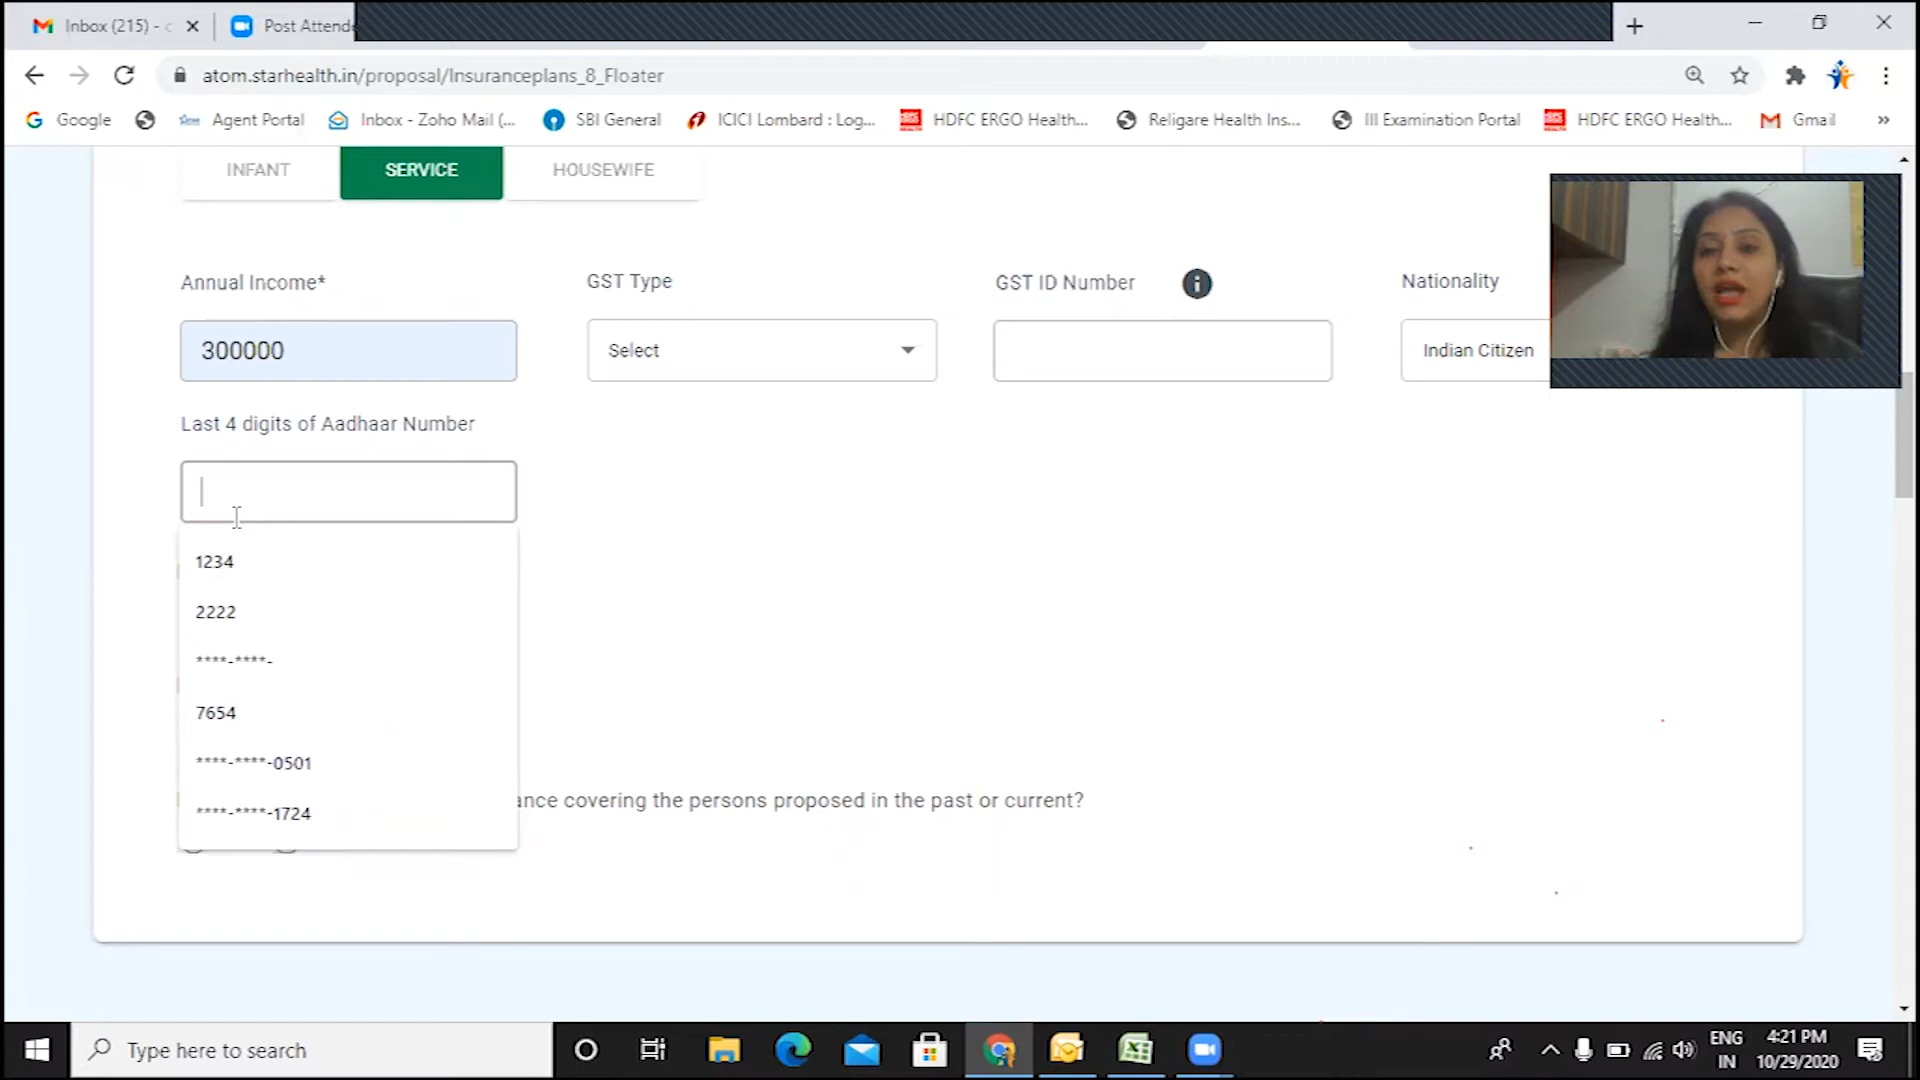 Inbox (215) - c
Post Attend
atom.starhealth.in/proposal/Insuranceplans_8_Floater
Google
Agent Portal
Inbox - Zoho Mail (...
SBI General
ICICI Lombard : Log...
HDFC ERGO Health...
Religare Health Ins...
III Examination Portal
HDFC ERGO Health...
Gmail
»
INFANT
SERVICE
HOUSEWIFE
Annual Income*
GST Type
GST ID Number
Nationality
300000
Select
Indian Citizen
Last 4 digits of Aadhaar Number
1234
2222
****-****-
7654
****-****-0501
****-****-1724
ance covering the persons proposed in the past or current?
Type here to search
ENG
IN
4:21 PM
10/29/2020